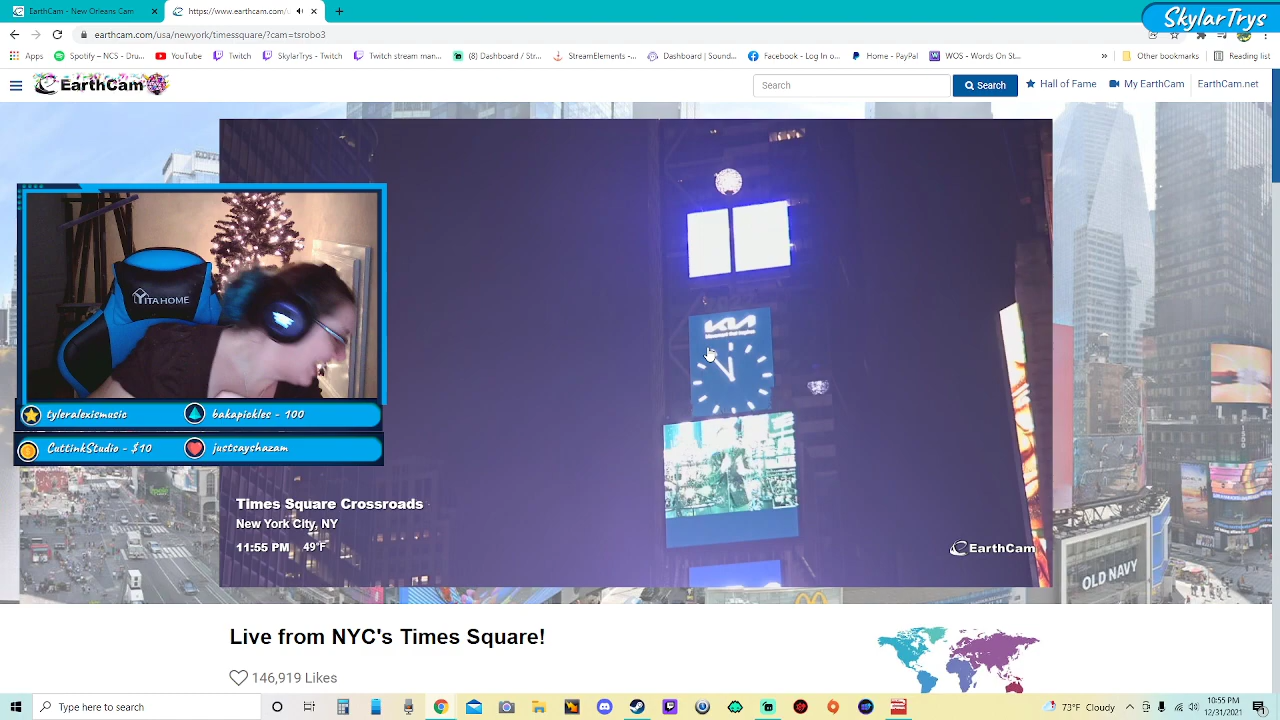 EarthCam - New Orleans Cam
https://www.earthcam.com/u
SkylarTrys
earthcam.com/usa/newyork/timessquare/?cam=tsrobo3
Apps
Spotify – NCS - Dru...
YouTube
Twitch
SkylarTrys - Twitch
Twitch stream man...
(8) Dashboard / Str...
StreamElements -...
Dashboard | Sound...
Facebook - Log In o...
Home - PayPal
WOS - Words On St...
»
Other bookmarks
Reading list
EarthCam
Search
Search
Hall of Fame
My EarthCam
EarthCam.net
VITAHOME
KIA
tyleralexismusic
bakapickles - 100
CuttinkStudio - $10
justsayshazam
Times Square Crossroads
New York City, NY
11:55 PM
49°F
EarthCam
OLD NAVY
Live from NYC's Times Square!
146,919 Likes
Type here to search
73°F Cloudy
10:55 PM
12/31/2021